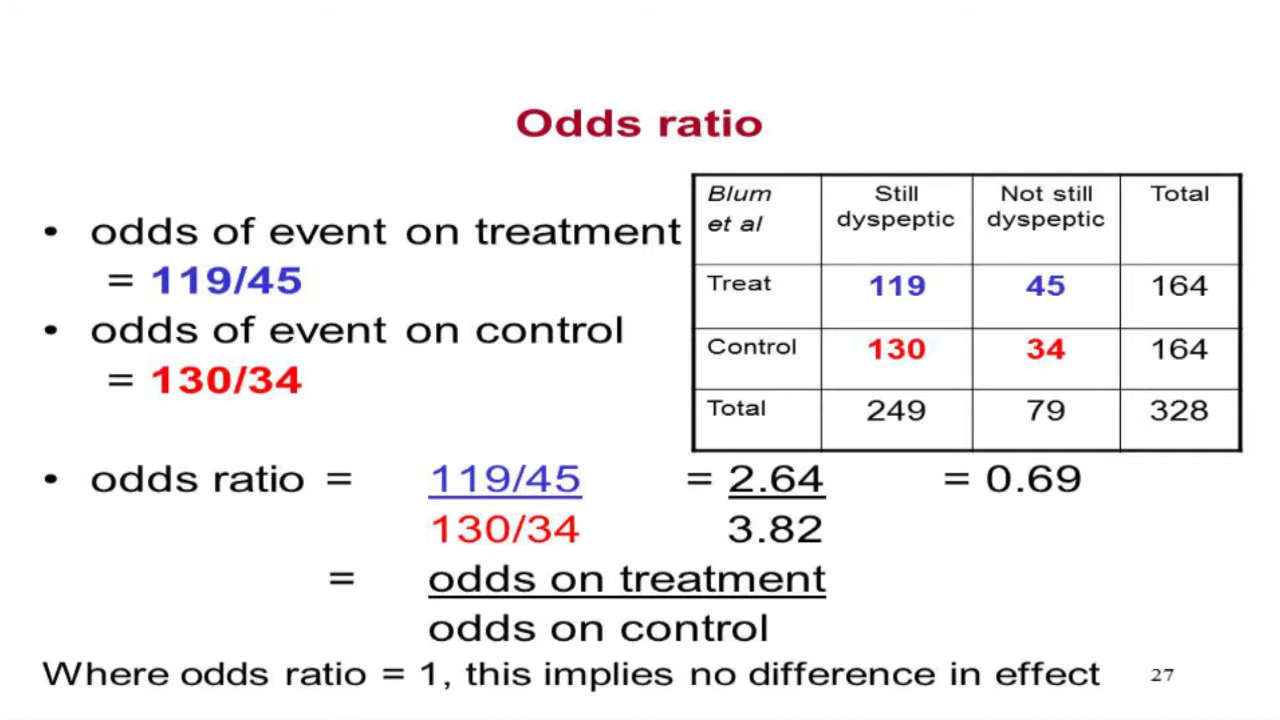 Odds ratio
• odds of event on treatment
= 119/45
• odds of event on control
= 130/34
Blum et al Still dyspeptic Not still dyspeptic Total
Treat 119 45 164
Control 130 34 164
Total 249 79 328
• odds ratio = 119/45 = 2.64 = 0.69
130/34 3.82
= odds on treatment
odds on control
Where odds ratio = 1, this implies no difference in effect
27